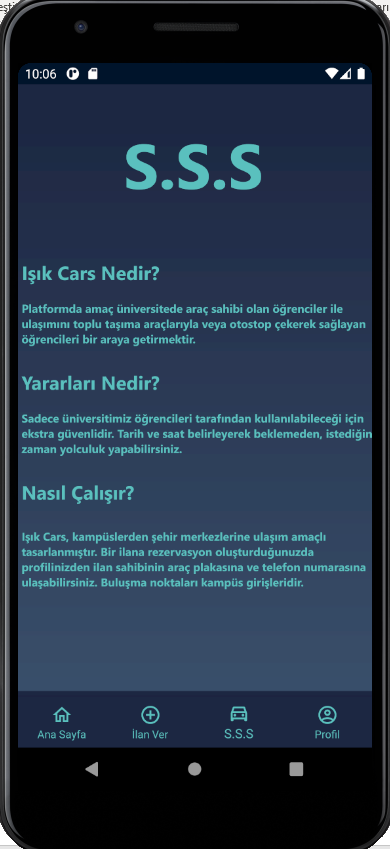 10:06
S.S.S
Işık Cars Nedir?
Platformda amaç üniversitede araç sahibi olan öğrenciler ile
ulaşımını toplu taşıma araçlarıyla veya otostop çekerek sağlayan
öğrencileri bir araya getirmektir.
Yararları Nedir?
Sadece üniversitimiz öğrencileri tarafından kullanılabileceği için
ekstra güvenlidir. Tarih ve saat belirleyerek beklemeden, istediğin
zaman yolculuk yapabilirsiniz.
Nasıl Çalışır?
Işık Cars, kampüslerden şehir merkezlerine ulaşım amaçlı
tasarlanmıştır. Bir ilana rezervasyon oluşturduğunuzda
profilinizden ilan sahibinin araç plakasına ve telefon numarasına
ulaşabilirsiniz. Buluşma noktaları kampüs girişleridir.
Ana Sayfa
İlan Ver
S.S.S
Profil